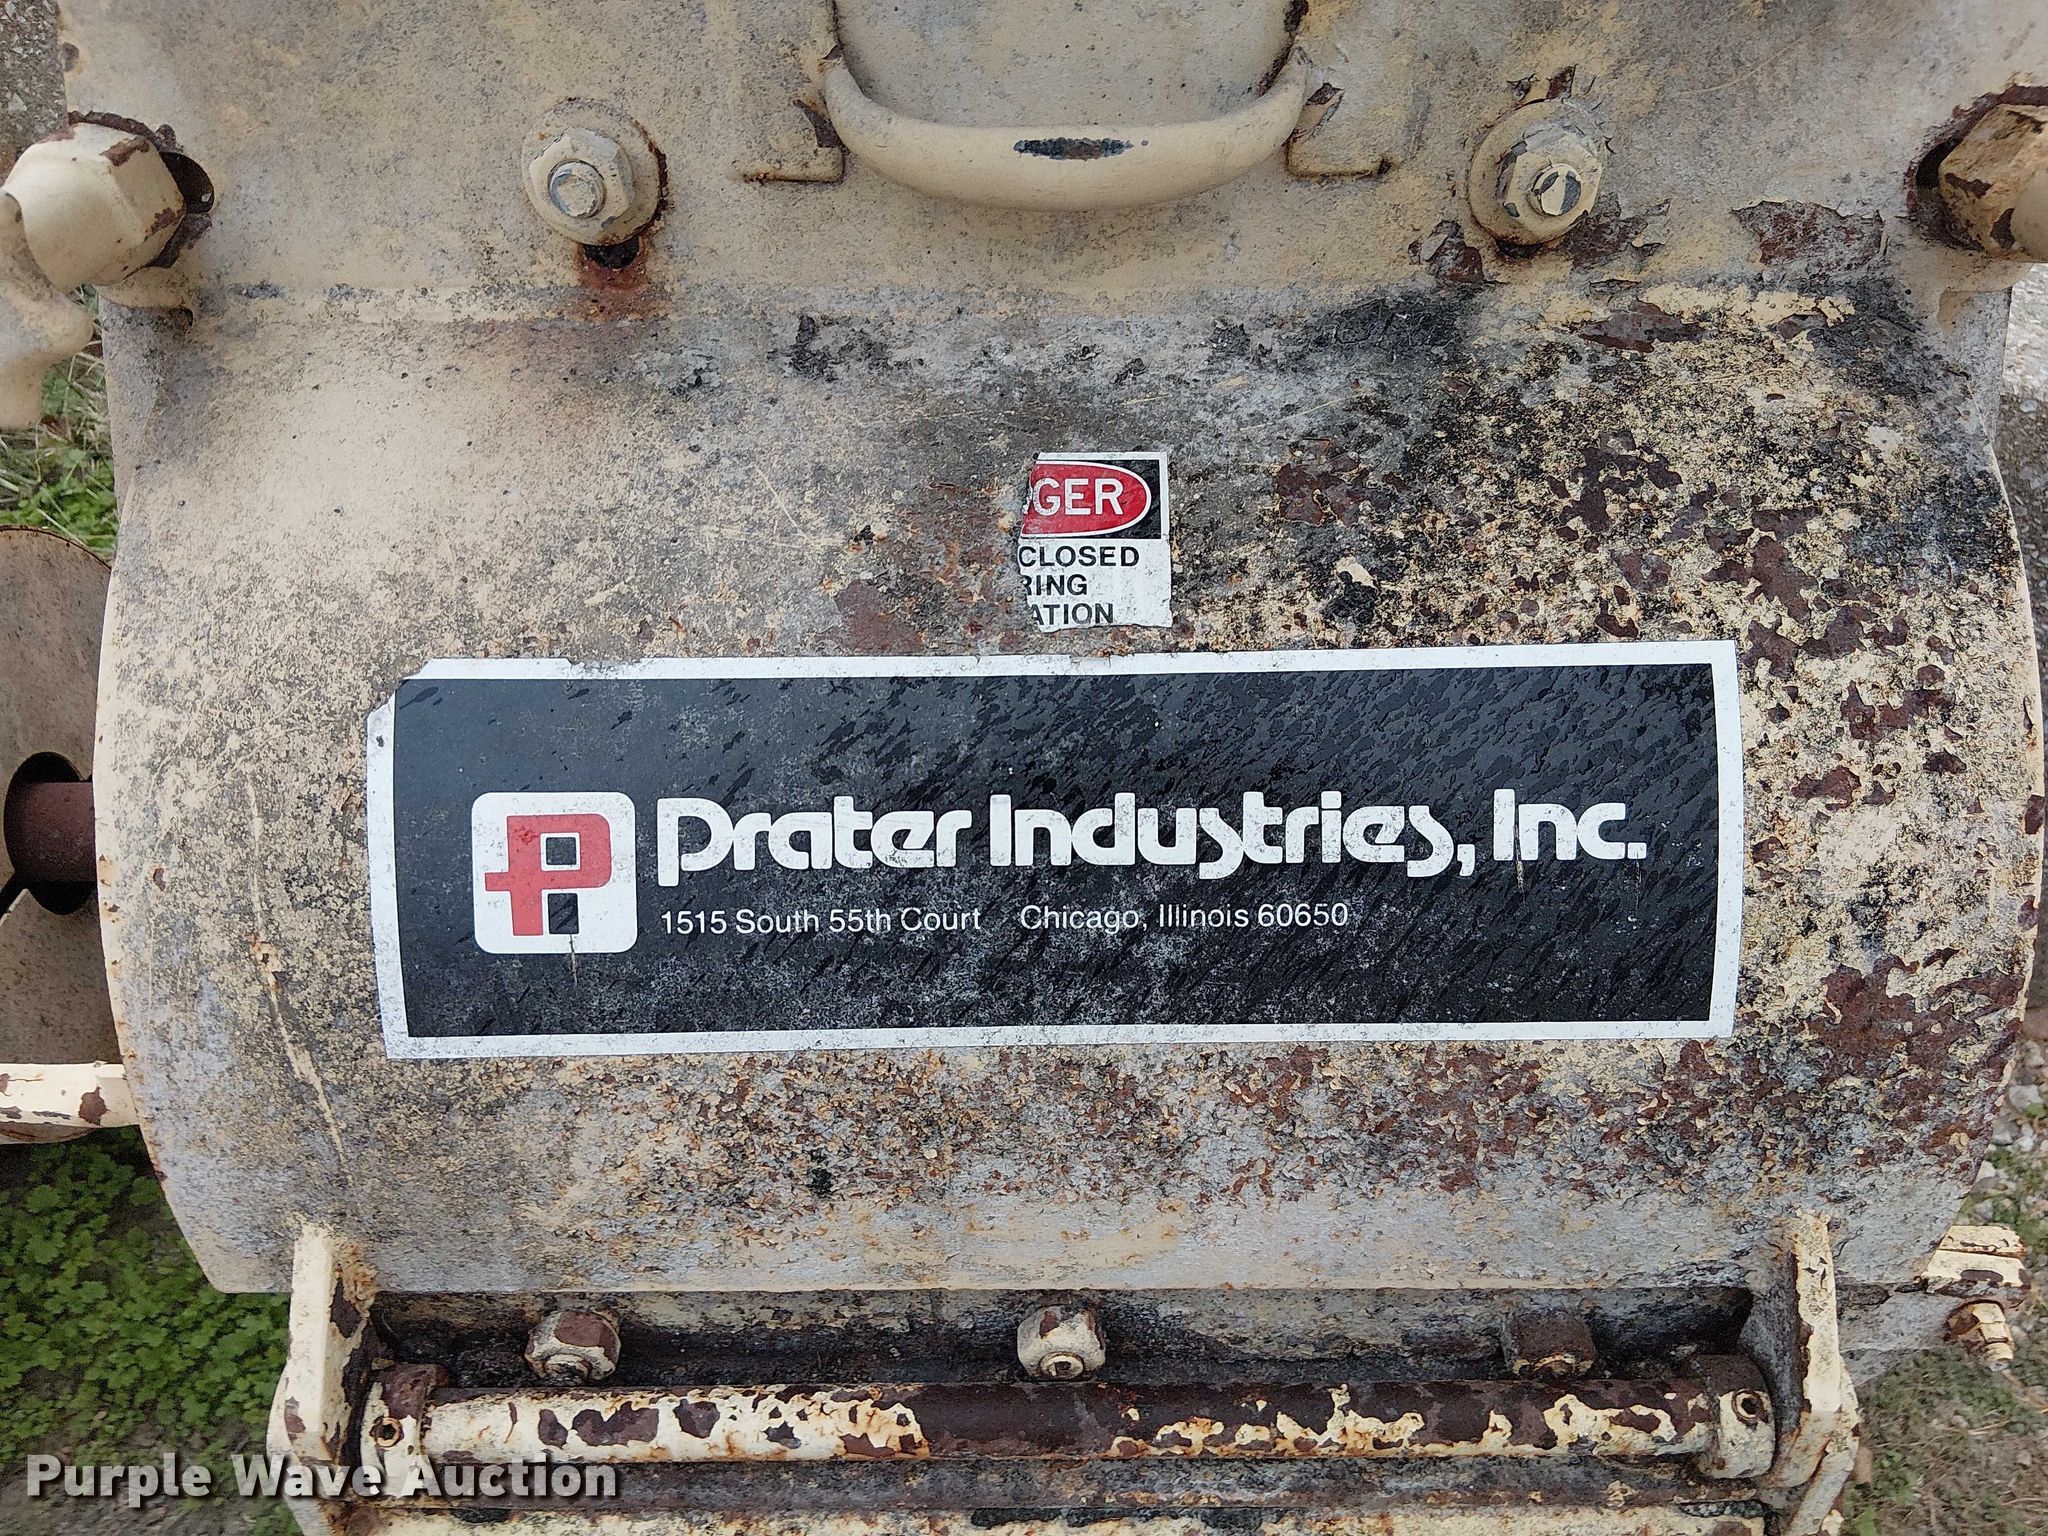 GER
CLOSED
RING
ATION
Prater Industries, Inc.
1515 South 55th Court Chicago, Illinois 60650
Purple Wave Auction